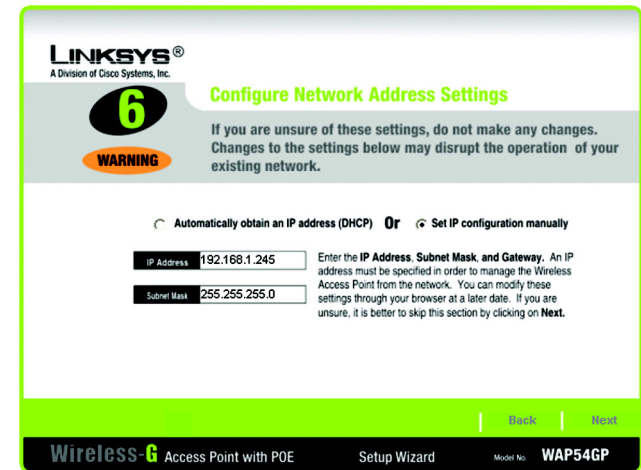 LINKSYS®
A Division of Cisco Systems, Inc.
6
WARNING
Configure Network Address Settings
If you are unsure of these settings, do not make any changes.
Changes to the settings below may disrupt the operation of your
existing network.
Automatically obtain an IP address (DHCP) Or Set IP configuration manually
IP Address 192.168.1.245
Subnet Mask 255.255.255.0
Enter the IP Address, Subnet Mask, and Gateway. An IP
address must be specified in order to manage the Wireless
Access Point from the network. You can modify these
settings through your browser at a later date. If you are
unsure, it is better to skip this section by clicking on Next.
Back Next
Wireless-G Access Point with POE Setup Wizard Model No. WAP54GP